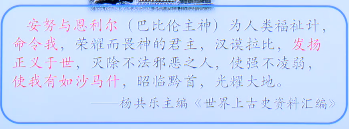 安努与恩利尔（巴比伦主神）为人类福祉计，
命令我，荣耀而畏神的君主，汉谟拉比，发扬
正义于世，灭除不法邪恶之人，使强不凌弱，
使我有如沙马什，昭临黔首，光耀大地。
——杨共乐主编《世界上古史资料汇编》